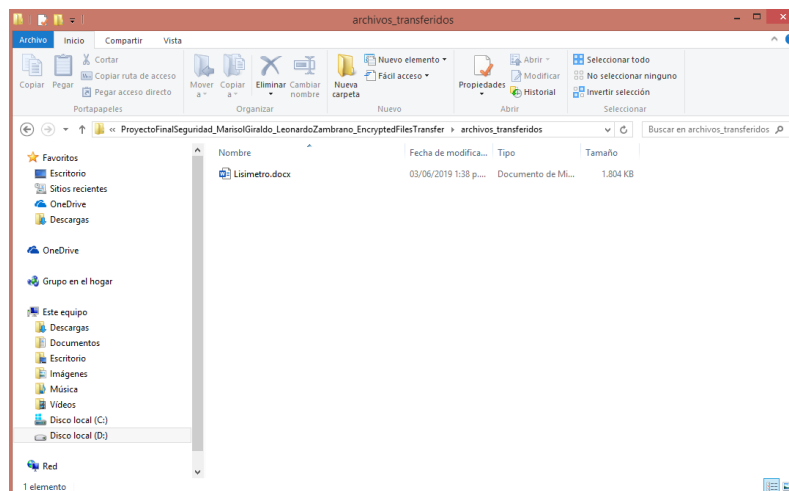 archivos_transferidos
Archivo Inicio Compartir Vista
Copiar
Pegar
Cortar
Copiar ruta de acceso
Pegar acceso directo
Portapapeles
Mover a
Copiar a
Eliminar
Cambiar nombre
Organizar
Nueva carpeta
Nuevo elemento
Fácil acceso
Nuevo
Propiedades
Abrir
Modificar
Historial
Abrir
Seleccionar todo
No seleccionar ninguno
Invertir selección
Seleccionar
« ProyectoFinalSeguridad_MarisolGiraldo_LeonardoZambrano_EncryptedFilesTransfer archivos_transferidos
Buscar en archivos_transferidos
Favoritos
Escritorio
Sitios recientes
OneDrive
Descargas
OneDrive
Grupo en el hogar
Este equipo
Descargas
Documentos
Escritorio
Imágenes
Música
Vídeos
Disco local (C:)
Disco local (D:)
Red
Nombre Fecha de modifica... Tipo Tamaño
Lisimetro.docx 03/06/2019 1:38 p.... Documento de Mi... 1.804 KB
1 elemento